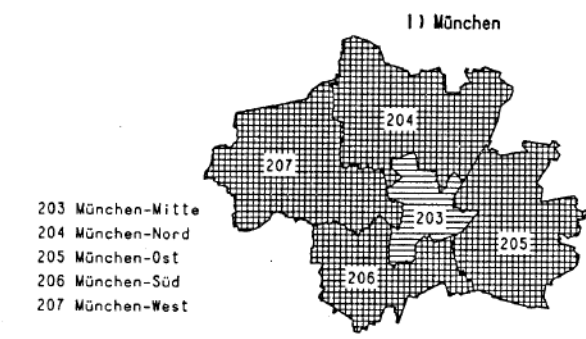 1) München
204
207
203
205
206
203 München-Mitte
204 München-Nord
205 München-Ost
206 München-Süd
207 München-West